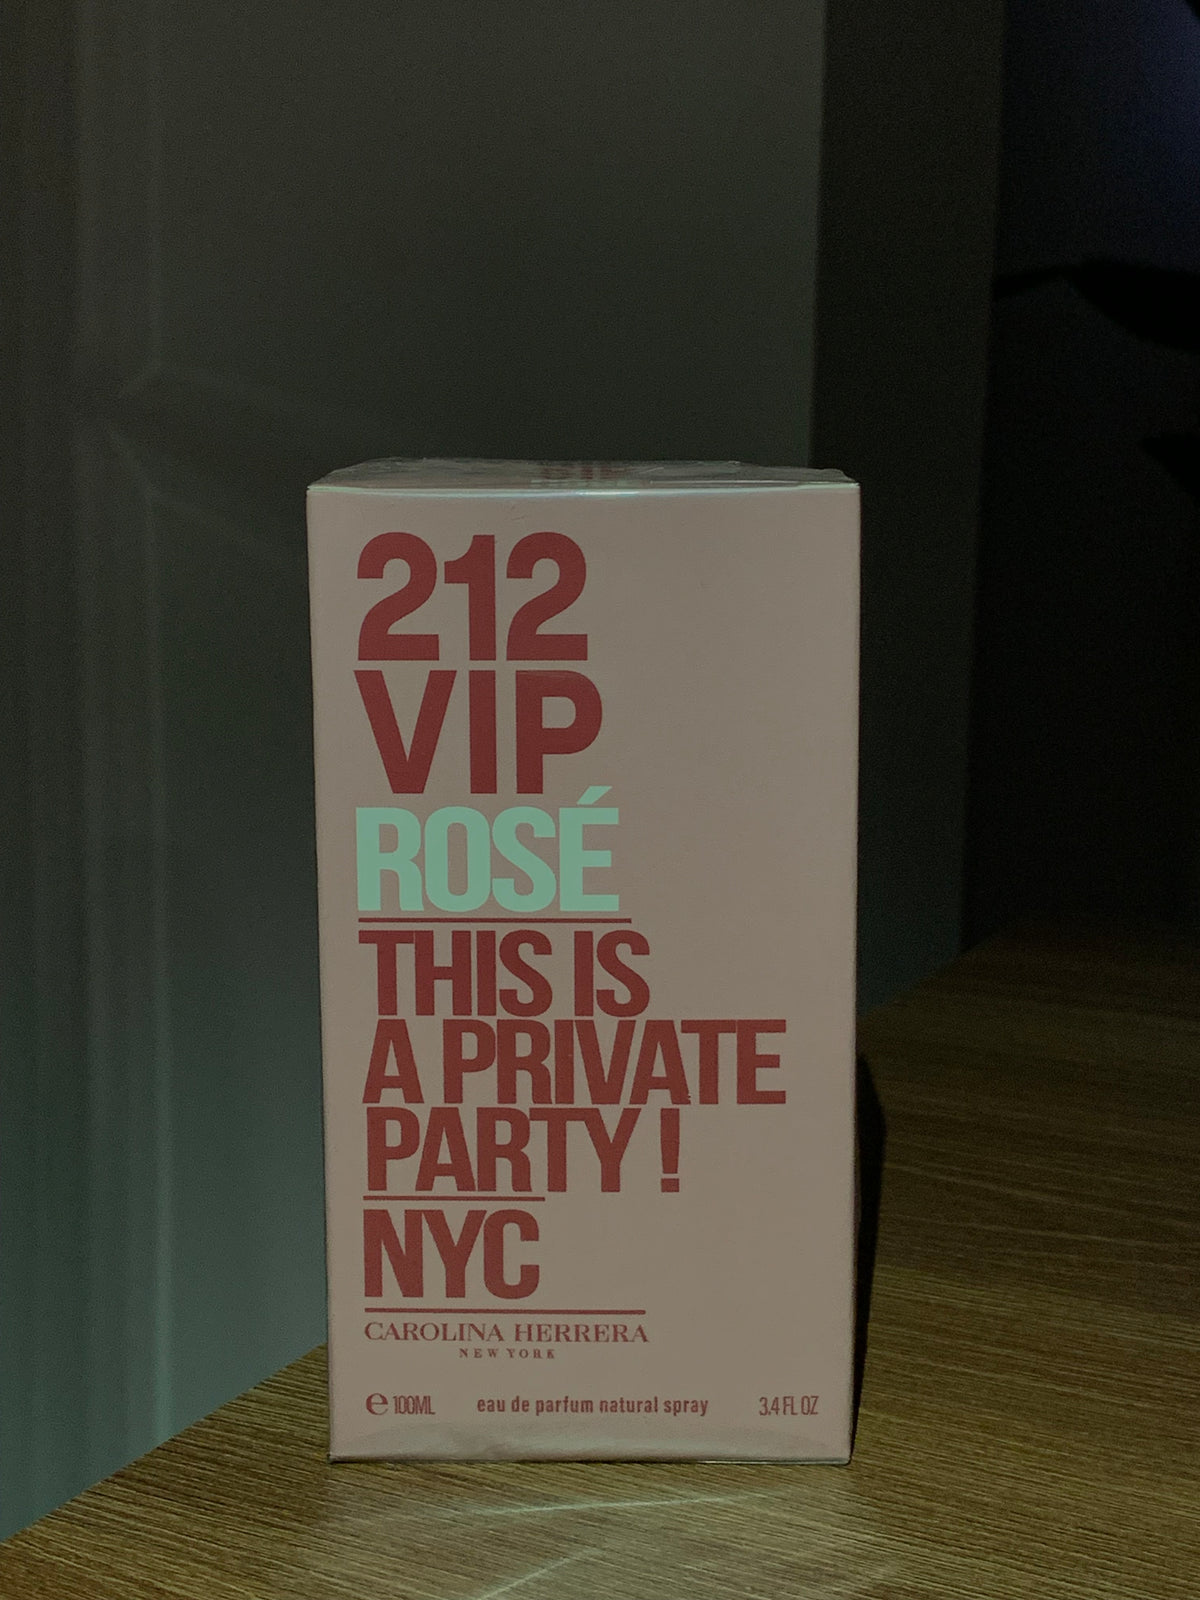 212
VIP
ROSÉ
THIS IS
A PRIVATE
PARTY !
NYC
CAROLINA HERRERA
NEW YORK
℮ 100ML eau de parfum natural spray 3.4 FL OZ